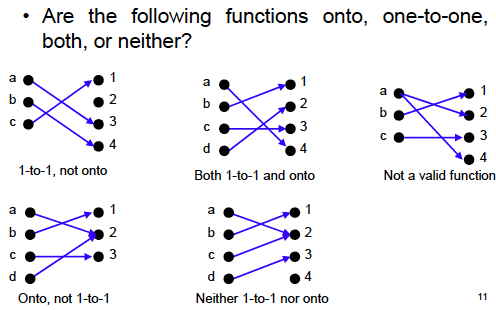 • Are the following functions onto, one-to-one,
both, or neither?
a 1
b 2
c 3
4
1-to-1, not onto
a 1
b 2
c 3
d 4
Both 1-to-1 and onto
a 1
b 2
c 3
4
Not a valid function
a 1
b 2
c 3
d
Onto, not 1-to-1
a 1
b 2
c 3
d 4
Neither 1-to-1 nor onto
11